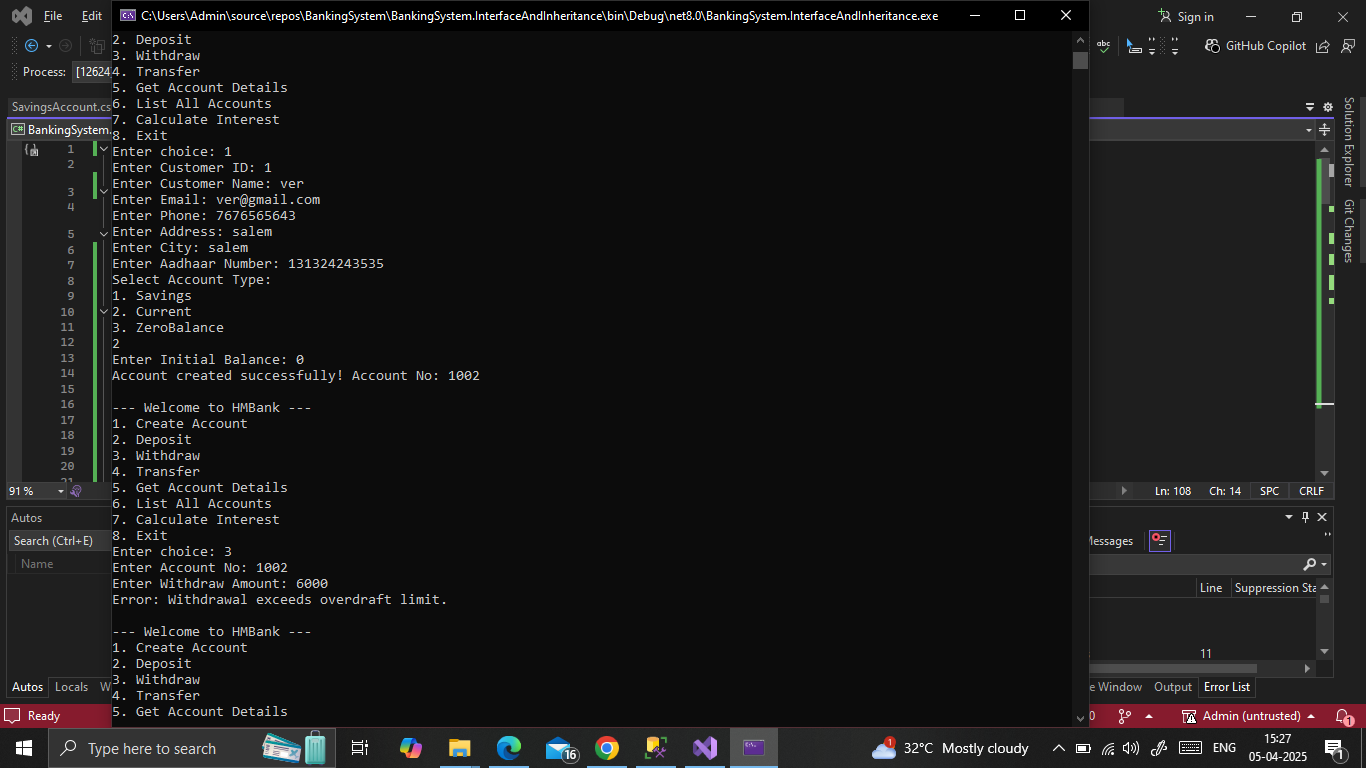 C:\Users\Admin\source\repos\BankingSystem\BankingSystem.InterfaceAndInheritance\bin\Debug\net8.0\BankingSystem.InterfaceAndInheritance.exe
File Edit
Sign in
GitHub Copilot
Process: [12624]
SavingsAccount.cs
BankingSystem.
1
2
3
4
5
6
7
8
9
10
11
12
13
14
15
16
17
18
19
20
21
2. Deposit
3. Withdraw
4. Transfer
5. Get Account Details
6. List All Accounts
7. Calculate Interest
8. Exit
Enter choice: 1
Enter Customer ID: 1
Enter Customer Name: ver
Enter Email: ver@gmail.com
Enter Phone: 7676565643
Enter Address: salem
Enter City: salem
Enter Aadhaar Number: 131324243535
Select Account Type:
1. Savings
2. Current
3. ZeroBalance
2
Enter Initial Balance: 0
Account created successfully! Account No: 1002
--- Welcome to HMBank ---
1. Create Account
2. Deposit
3. Withdraw
4. Transfer
5. Get Account Details
6. List All Accounts
7. Calculate Interest
8. Exit
Enter choice: 3
Enter Account No: 1002
Enter Withdraw Amount: 6000
Error: Withdrawal exceeds overdraft limit.
--- Welcome to HMBank ---
1. Create Account
2. Deposit
3. Withdraw
4. Transfer
5. Get Account Details
Solution Explorer
Git Changes
91 %
Ln: 108 Ch: 14 SPC CRLF
Autos
Search (Ctrl+E)
Name
Messages
Line Suppression Sta
11
Autos Locals W
e Window Output Error List
Ready
0
Admin (untrusted)
1
Type here to search
16
1
32°C Mostly cloudy
ENG
15:27
05-04-2025
1